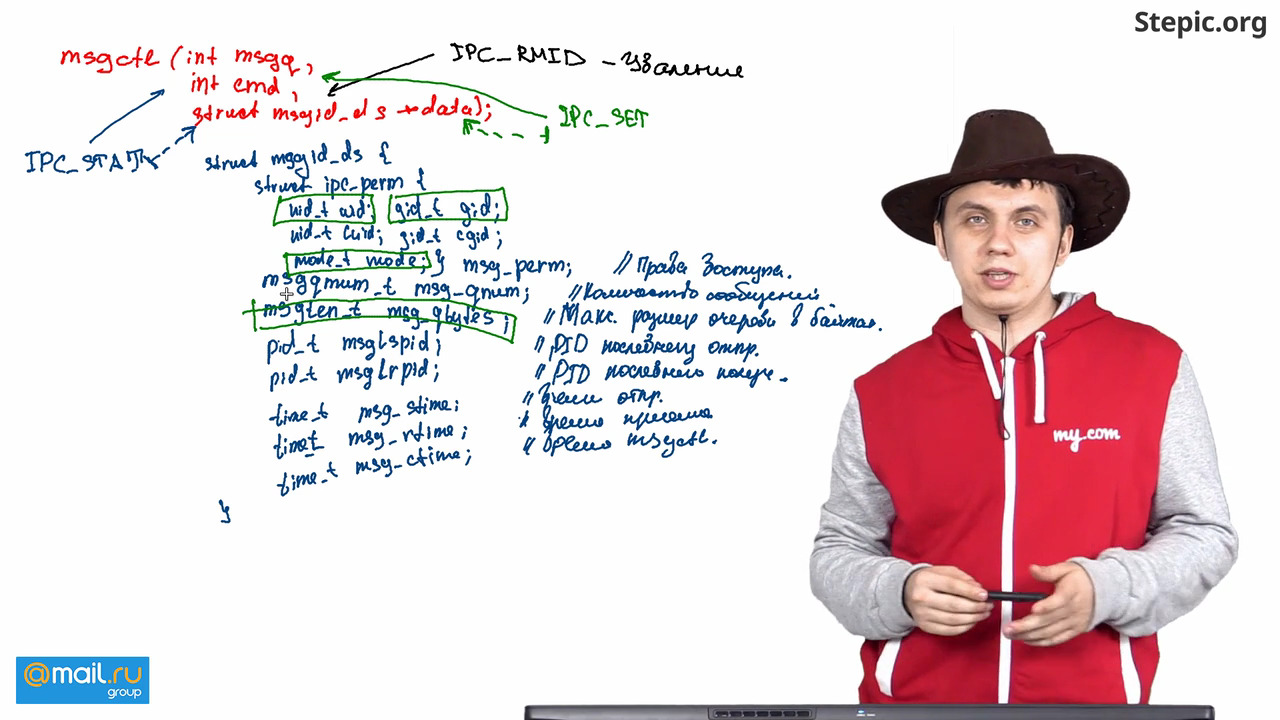 Stepic.org
msgctl (int msgq,
int cmd,
struct msqid_ds *data);
IPC_RMID - Удаление
IPC_SET
IPC_STAT
struct msqid_ds {
struct ipc_perm {
uid_t uid; gid_t gid;
uid_t cuid; gid_t cgid;
mode_t mode; } msg_perm; // Права доступа.
msgqnum_t msg_qnum; // Количество сообщений
msglen_t msg_qbytes; // Макс. размер очереди в байтах.
pid_t msglspid; // PID последнего отпр.
pid_t msglrpid; // PID последнего получ.
time_t msg_stime; // Время отпр.
time_t msg_rtime; // Время приема
time_t msg_ctime; // Время msgctl.
}
my.com
@mail.ru
group